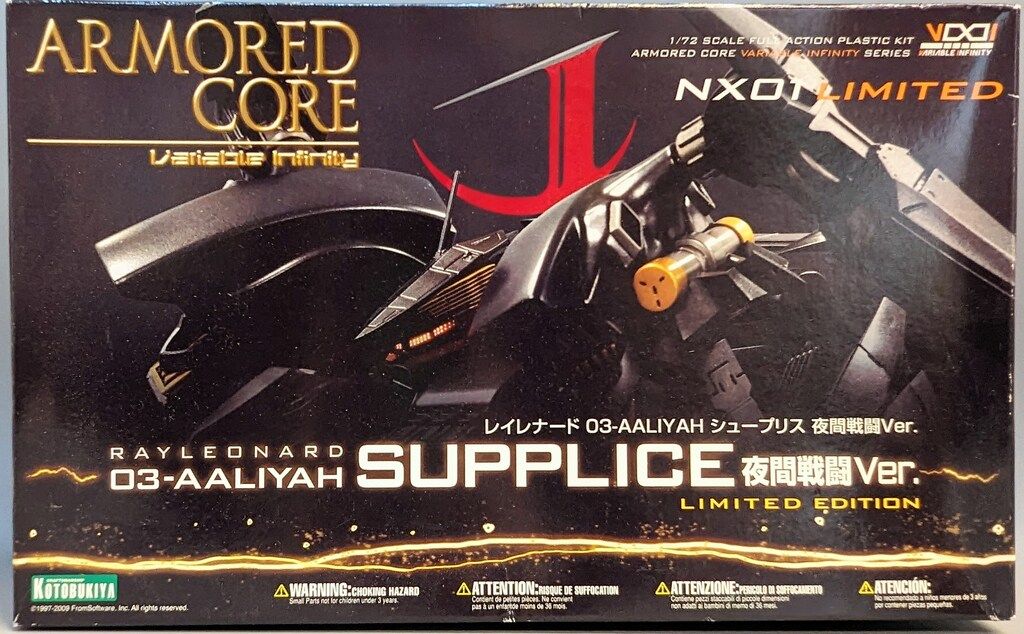 ARMORED
CORE
Variable Infinity
1/72 SCALE FULL ACTION PLASTIC KIT
ARMORED CORE VARIABLE INFINITY SERIES
VARIABLE INFINITY
NX01 LIMITED
レイレナード 03-AALIYAH シュープリス 夜間戦闘Ver.
RAYLEONARD
03-AALIYAH SUPPLICE 夜間戦闘Ver.
LIMITED EDITION
KOTOBUKIYA
©1997-2009 FromSoftware, Inc. All rights reserved.
WARNING: CHOKING HAZARD
Small Parts not for children under 3 years.
ATTENTION: RISQUE DE SUFFOCATION
Contient de petites pièces. Ne convient
pas à un enfant de moins de 36 mois.
ATTENZIONE: PERICOLO DI SOFFOCAMENTO
Contiene pezzi staccabili di piccole dimensioni
non adatti ai bambini di meno di 36 mesi.
ATENCIÓN:
No recomendado a niños menores de 3 años
por contener piezas pequeñas.